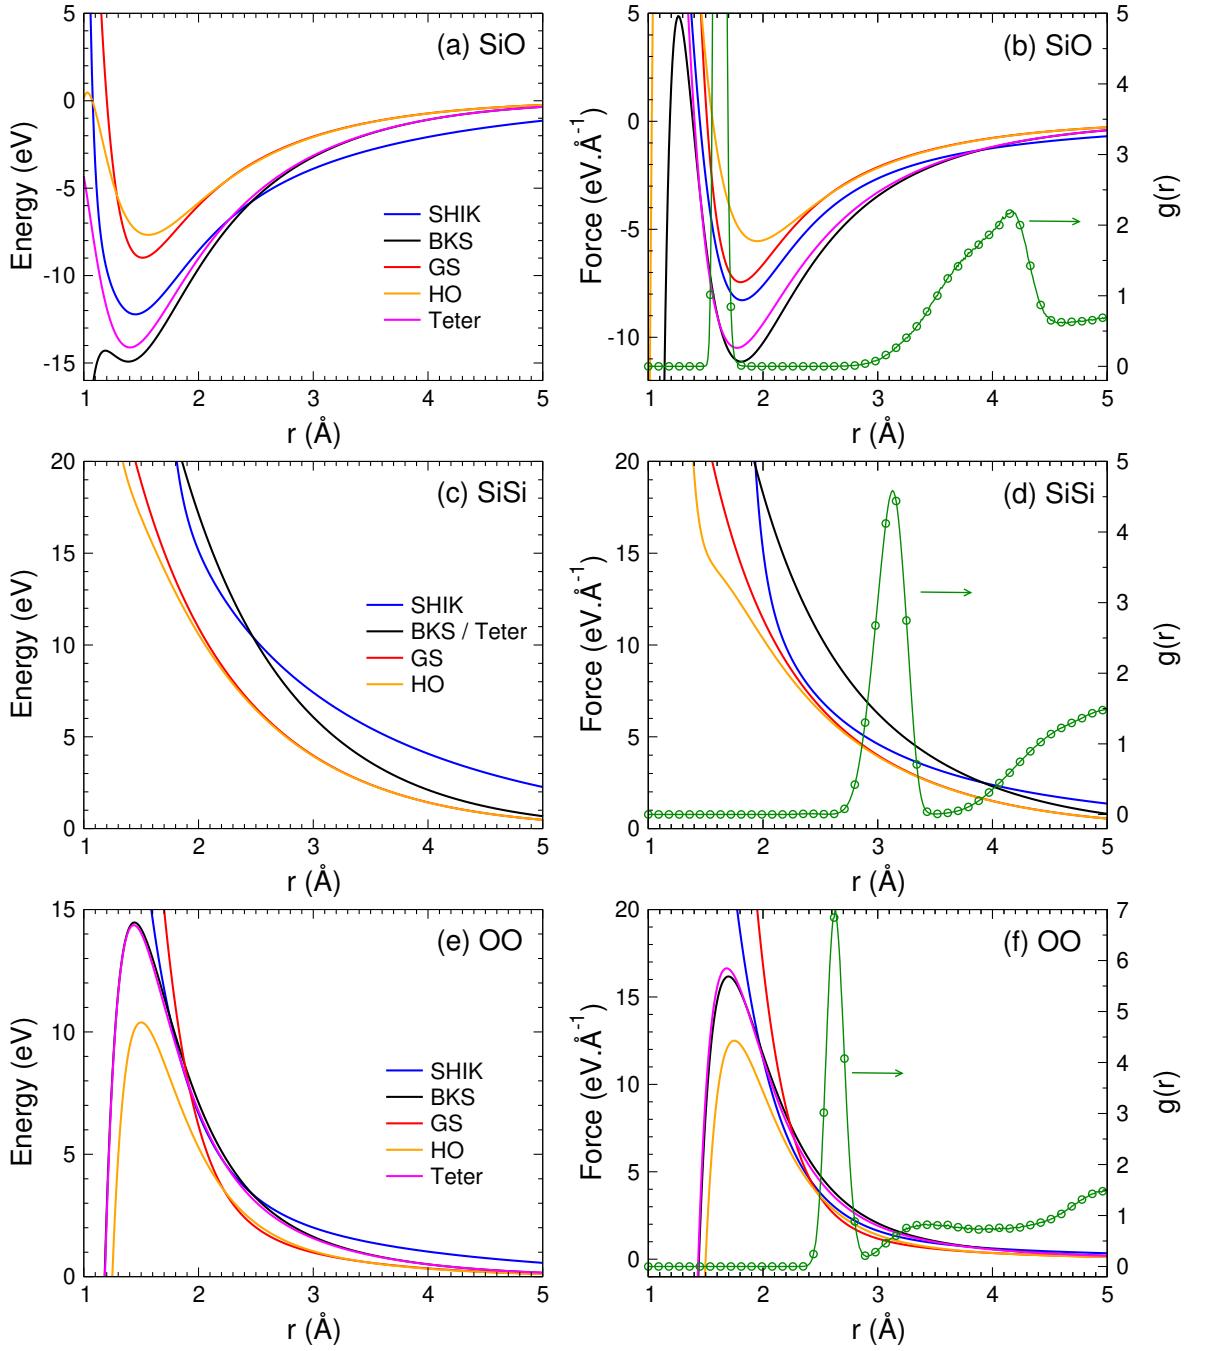 (a) SiO
Energy (eV)
5
0
-5
-10
-15
SHIK
BKS
GS
HO
Teter
1 2 3 4 5
r (Å)
(b) SiO
Force (eV.Å⁻¹)
5
0
-5
-10
5
4
3
2
1
0
g(r)
1 2 3 4 5
r (Å)
(c) SiSi
Energy (eV)
20
15
10
5
0
SHIK
BKS / Teter
GS
HO
1 2 3 4 5
r (Å)
(d) SiSi
Force (eV.Å⁻¹)
20
15
10
5
0
5
4
3
2
1
0
g(r)
1 2 3 4 5
r (Å)
(e) OO
Energy (eV)
15
10
5
0
SHIK
BKS
GS
HO
Teter
1 2 3 4 5
r (Å)
(f) OO
Force (eV.Å⁻¹)
20
15
10
5
0
7
6
5
4
3
2
1
0
g(r)
1 2 3 4 5
r (Å)